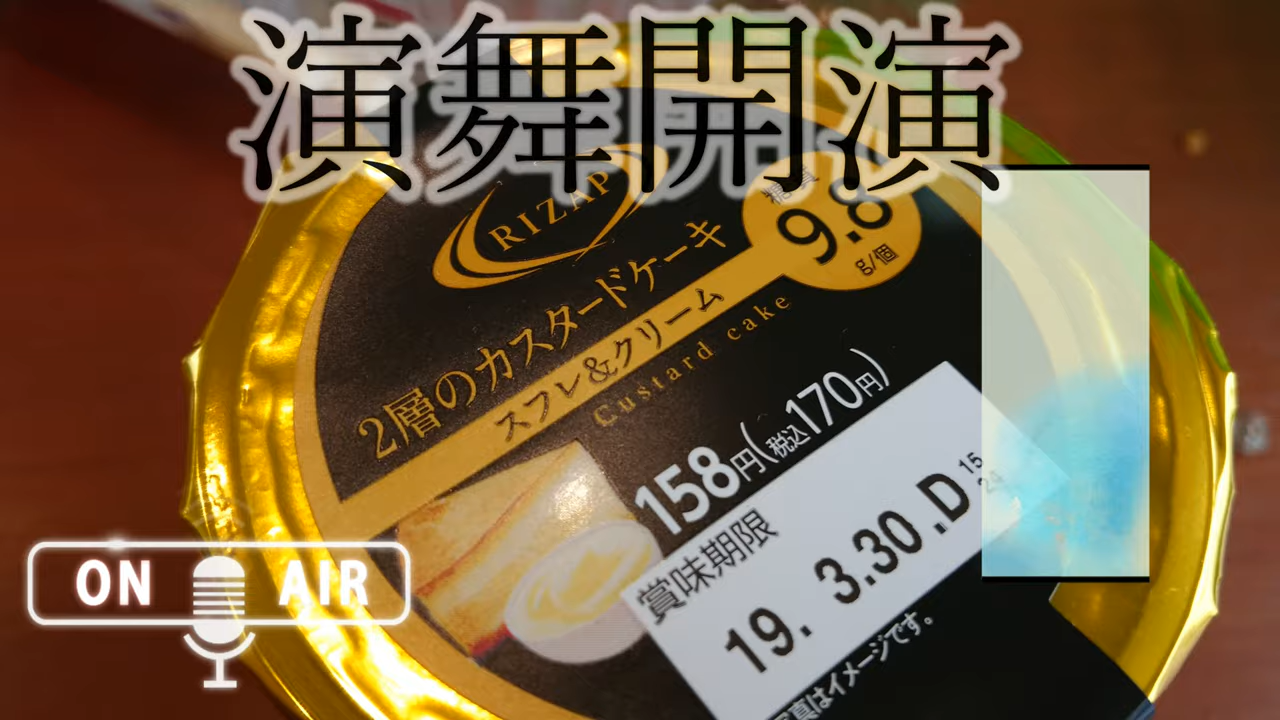 演舞開演
RIZAP
糖質
9.8
g/個
2層のカスタードケーキ
スフレ&クリーム
Custard cake
158円(税込170円)
賞味期限
19. 3.30 .D
15
24
写真はイメージです。
ON AIR